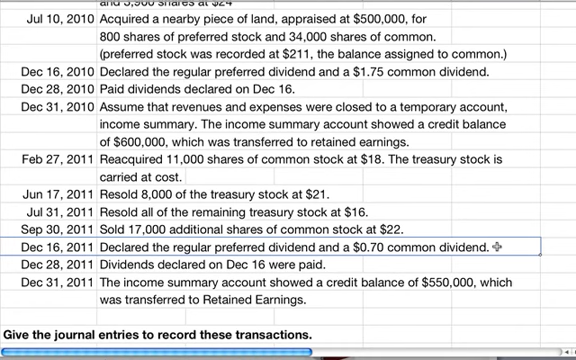 and 3,900 shares at $24
Jul 10, 2010 Acquired a nearby piece of land, appraised at $500,000, for
800 shares of preferred stock and 34,000 shares of common.
(preferred stock was recorded at $211, the balance assigned to common.)
Dec 16, 2010 Declared the regular preferred dividend and a $1.75 common dividend.
Dec 28, 2010 Paid dividends declared on Dec 16.
Dec 31, 2010 Assume that revenues and expenses were closed to a temporary account,
income summary. The income summary account showed a credit balance
of $600,000, which was transferred to retained earnings.
Feb 27, 2011 Reacquired 11,000 shares of common stock at $18. The treasury stock is
carried at cost.
Jun 17, 2011 Resold 8,000 of the treasury stock at $21.
Jul 31, 2011 Resold all of the remaining treasury stock at $16.
Sep 30, 2011 Sold 17,000 additional shares of common stock at $22.
Dec 16, 2011 Declared the regular preferred dividend and a $0.70 common dividend.
Dec 28, 2011 Dividends declared on Dec 16 were paid.
Dec 31, 2011 The income summary account showed a credit balance of $550,000, which
was transferred to Retained Earnings.
Give the journal entries to record these transactions.